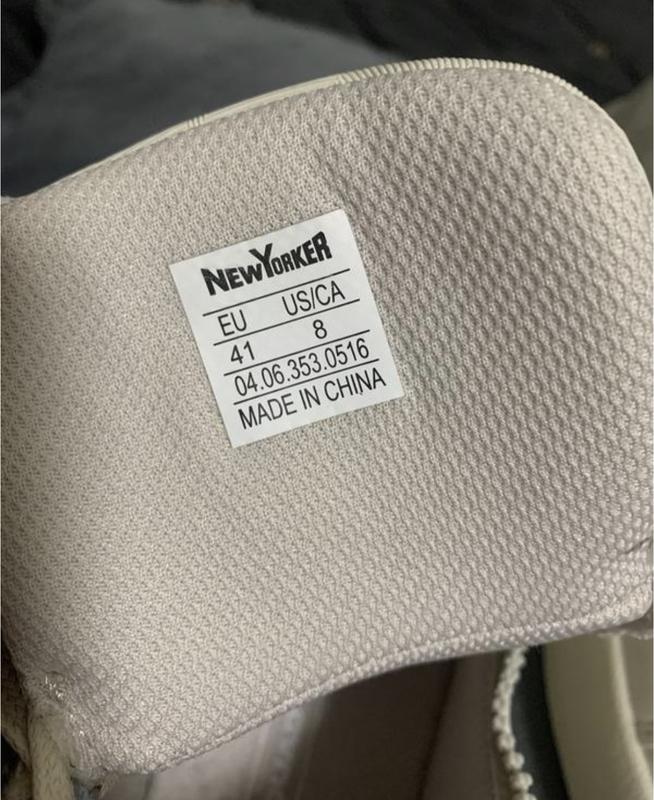 NEWYORKER
EU US/CA
41 8
04.06.353.0516
MADE IN CHINA